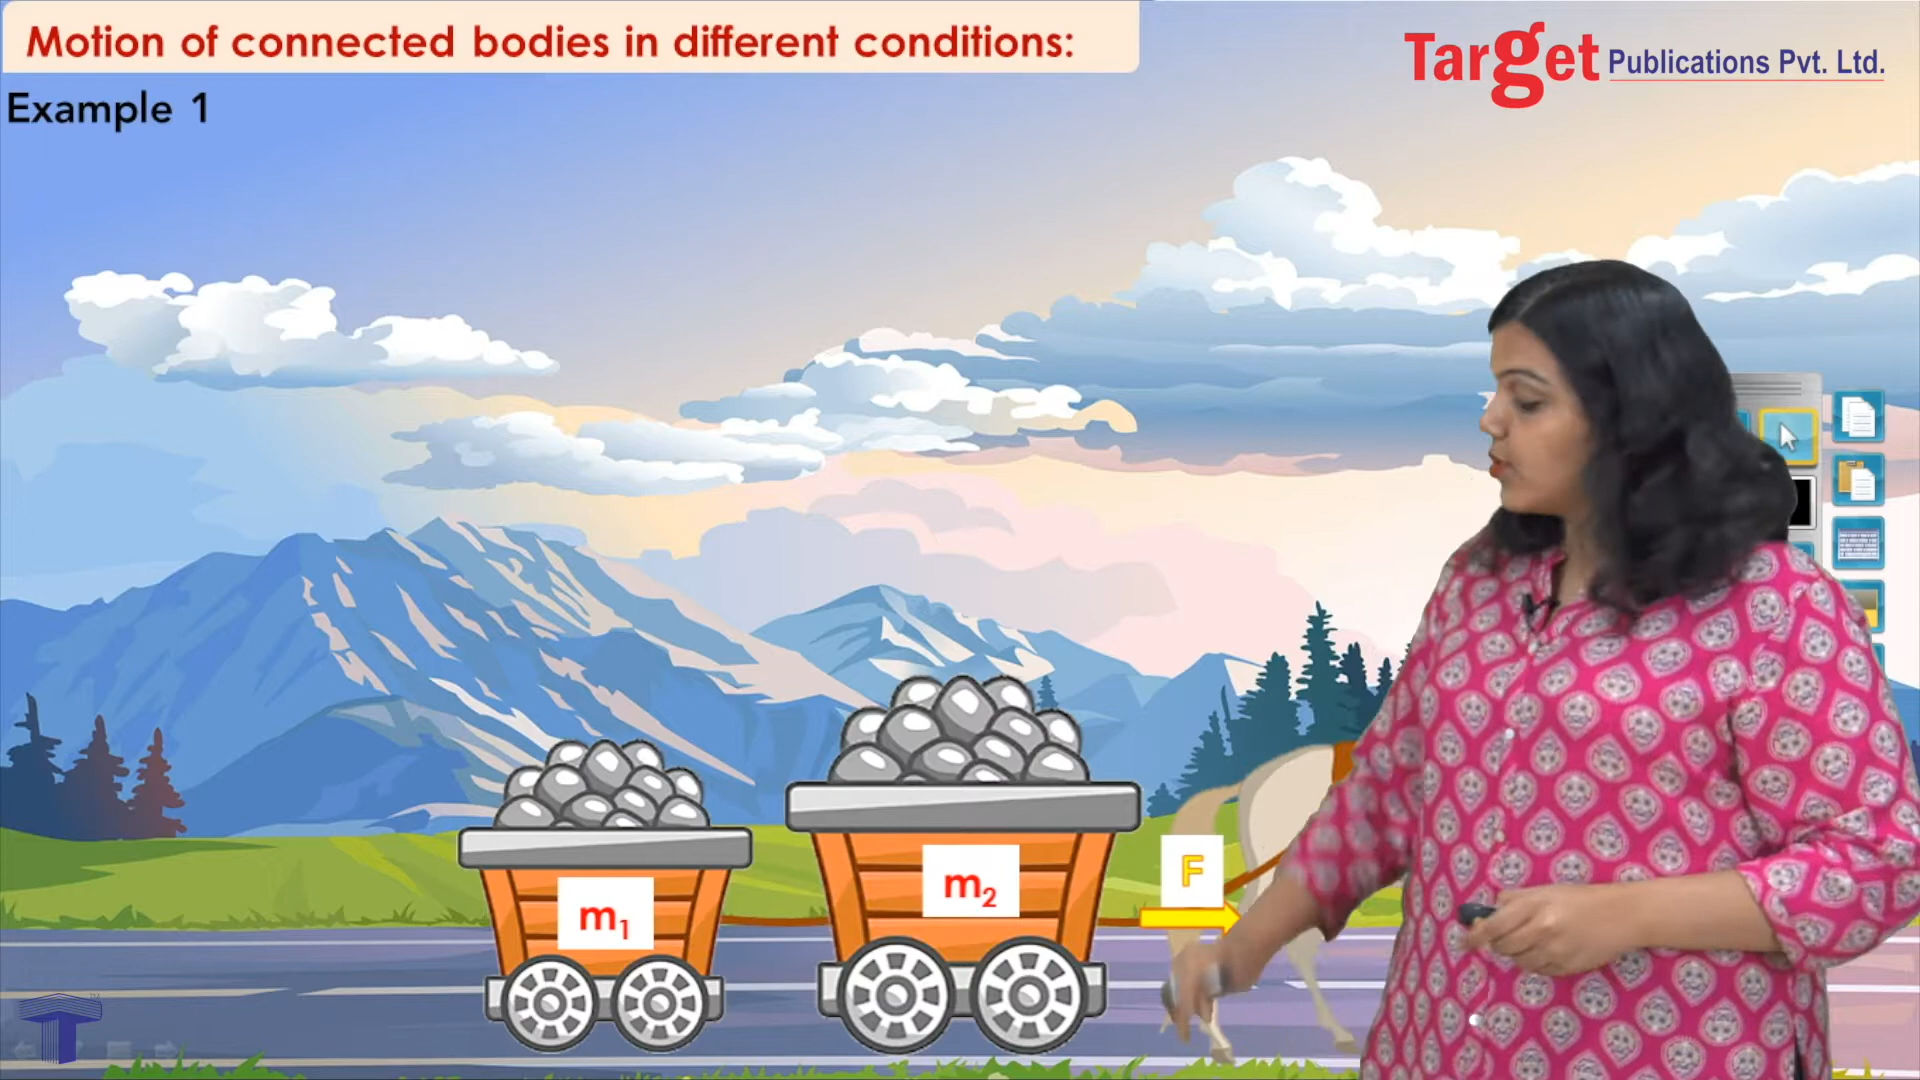 Motion of connected bodies in different conditions:
Target Publications Pvt. Ltd.
Example 1
m₁
m₂
F